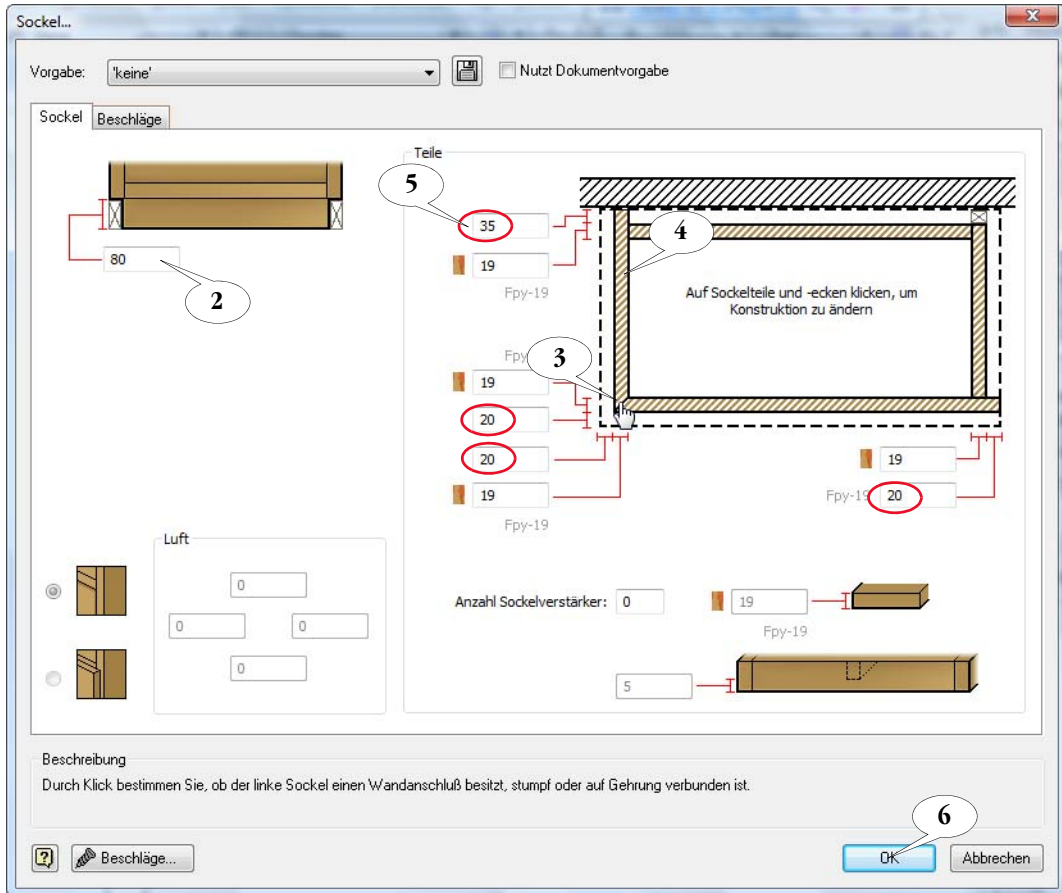 Sockel...
Vorgabe:
'keine'
Nutzt Dokumentvorgabe
Sockel
Beschläge
Teile
5
35
4
80
19
2
Fpy-19
Auf Sockelteile und -ecken klicken, um
Konstruktion zu ändern
3
19
20
20
19
19
Fpy-19
20
Fpy-19
Luft
0
0
0
0
Anzahl Sockelverstärker:
0
19
Fpy-19
5
Beschreibung
Durch Klick bestimmen Sie, ob der linke Sockel einen Wandanschluß besitzt, stumpf oder auf Gehrung verbunden ist.
6
Beschläge...
OK
Abbrechen